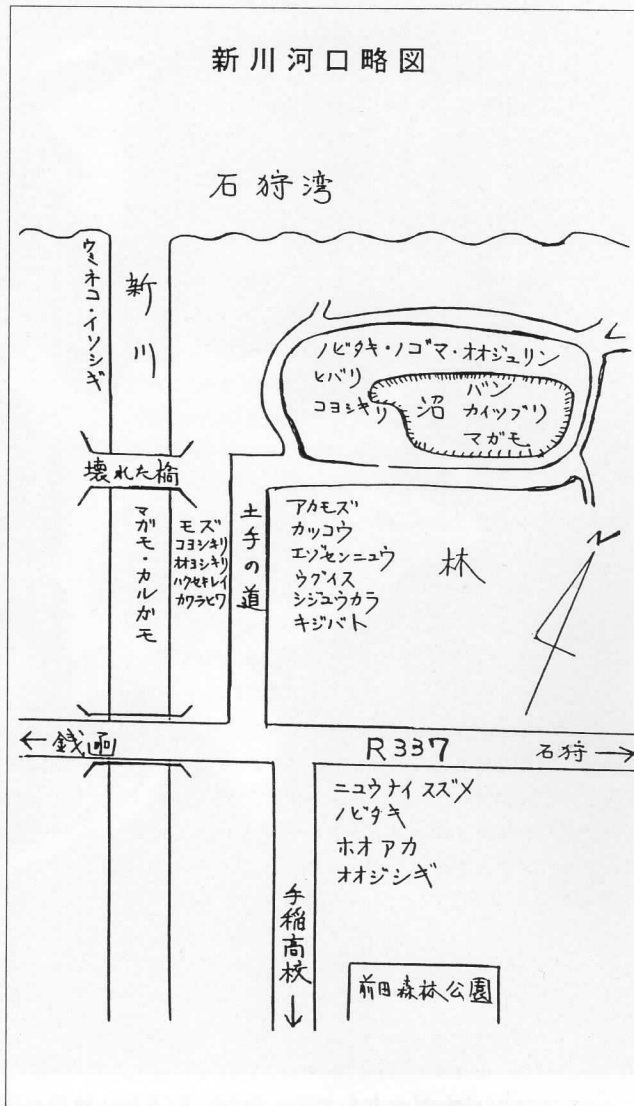 新川河口略図
石狩湾
ウミネコ・イソシギ
新川
ノビタキ・ノゴマ・オオジュリン
ヒバリ
コヨシキリ
沼
バン
カイツブリ
マガモ
壊れた橋
マガモ・カルガモ
モズ
コヨシキリ
オオヨシキリ
ハクセキレイ
カワラヒワ
土手の道
アカモズ
カッコウ
エゾセンニュウ
ウグイス
シジュウカラ
キジバト
林
N
← 銭函
R337
石狩 →
ニュウナイスズメ
ノビタキ
ホオアカ
オオジシギ
手稲高校
↓
前田森林公園